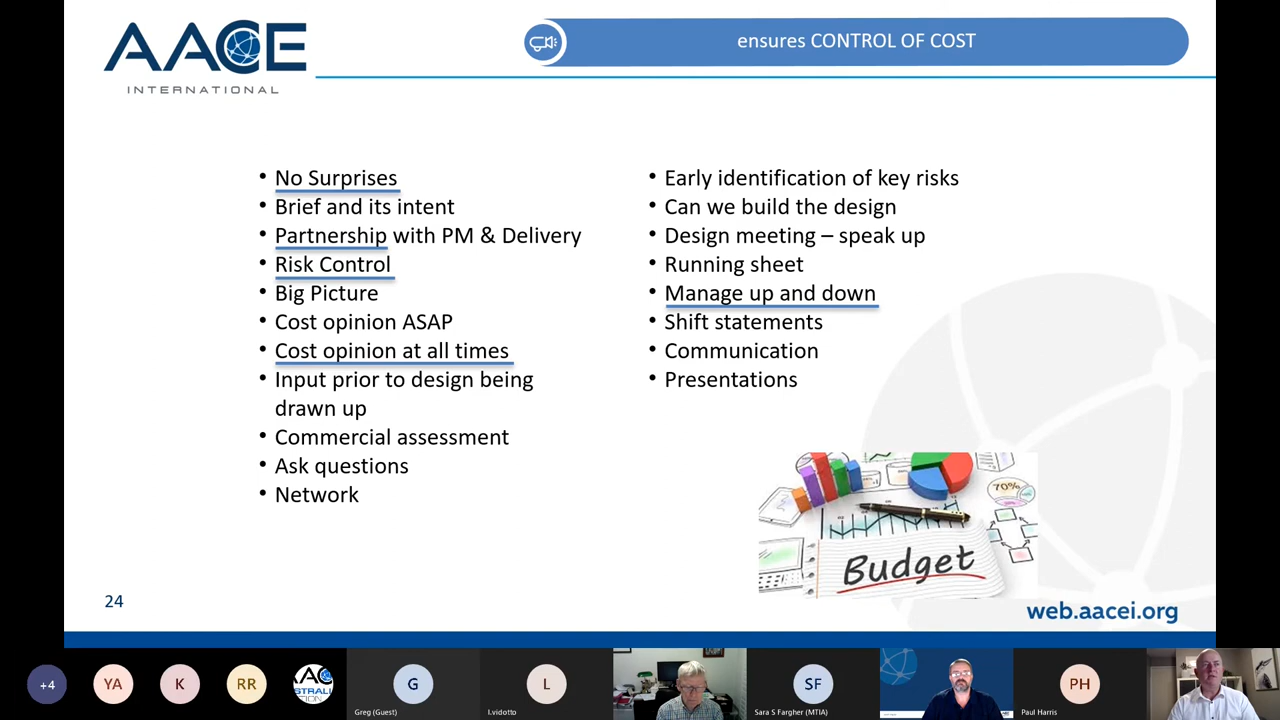 AACE
INTERNATIONAL
ensures CONTROL OF COST
• No Surprises
• Brief and its intent
• Partnership with PM & Delivery
• Risk Control
• Big Picture
• Cost opinion ASAP
• Cost opinion at all times
• Input prior to design being
drawn up
• Commercial assessment
• Ask questions
• Network
• Early identification of key risks
• Can we build the design
• Design meeting – speak up
• Running sheet
• Manage up and down
• Shift statements
• Communication
• Presentations
70%
Budget
24
web.aacei.org
+4
YA
K
RR
G
Greg (Guest)
L
l.vidotto
SF
Sara S Fargher (MTIA)
PH
Paul Harris